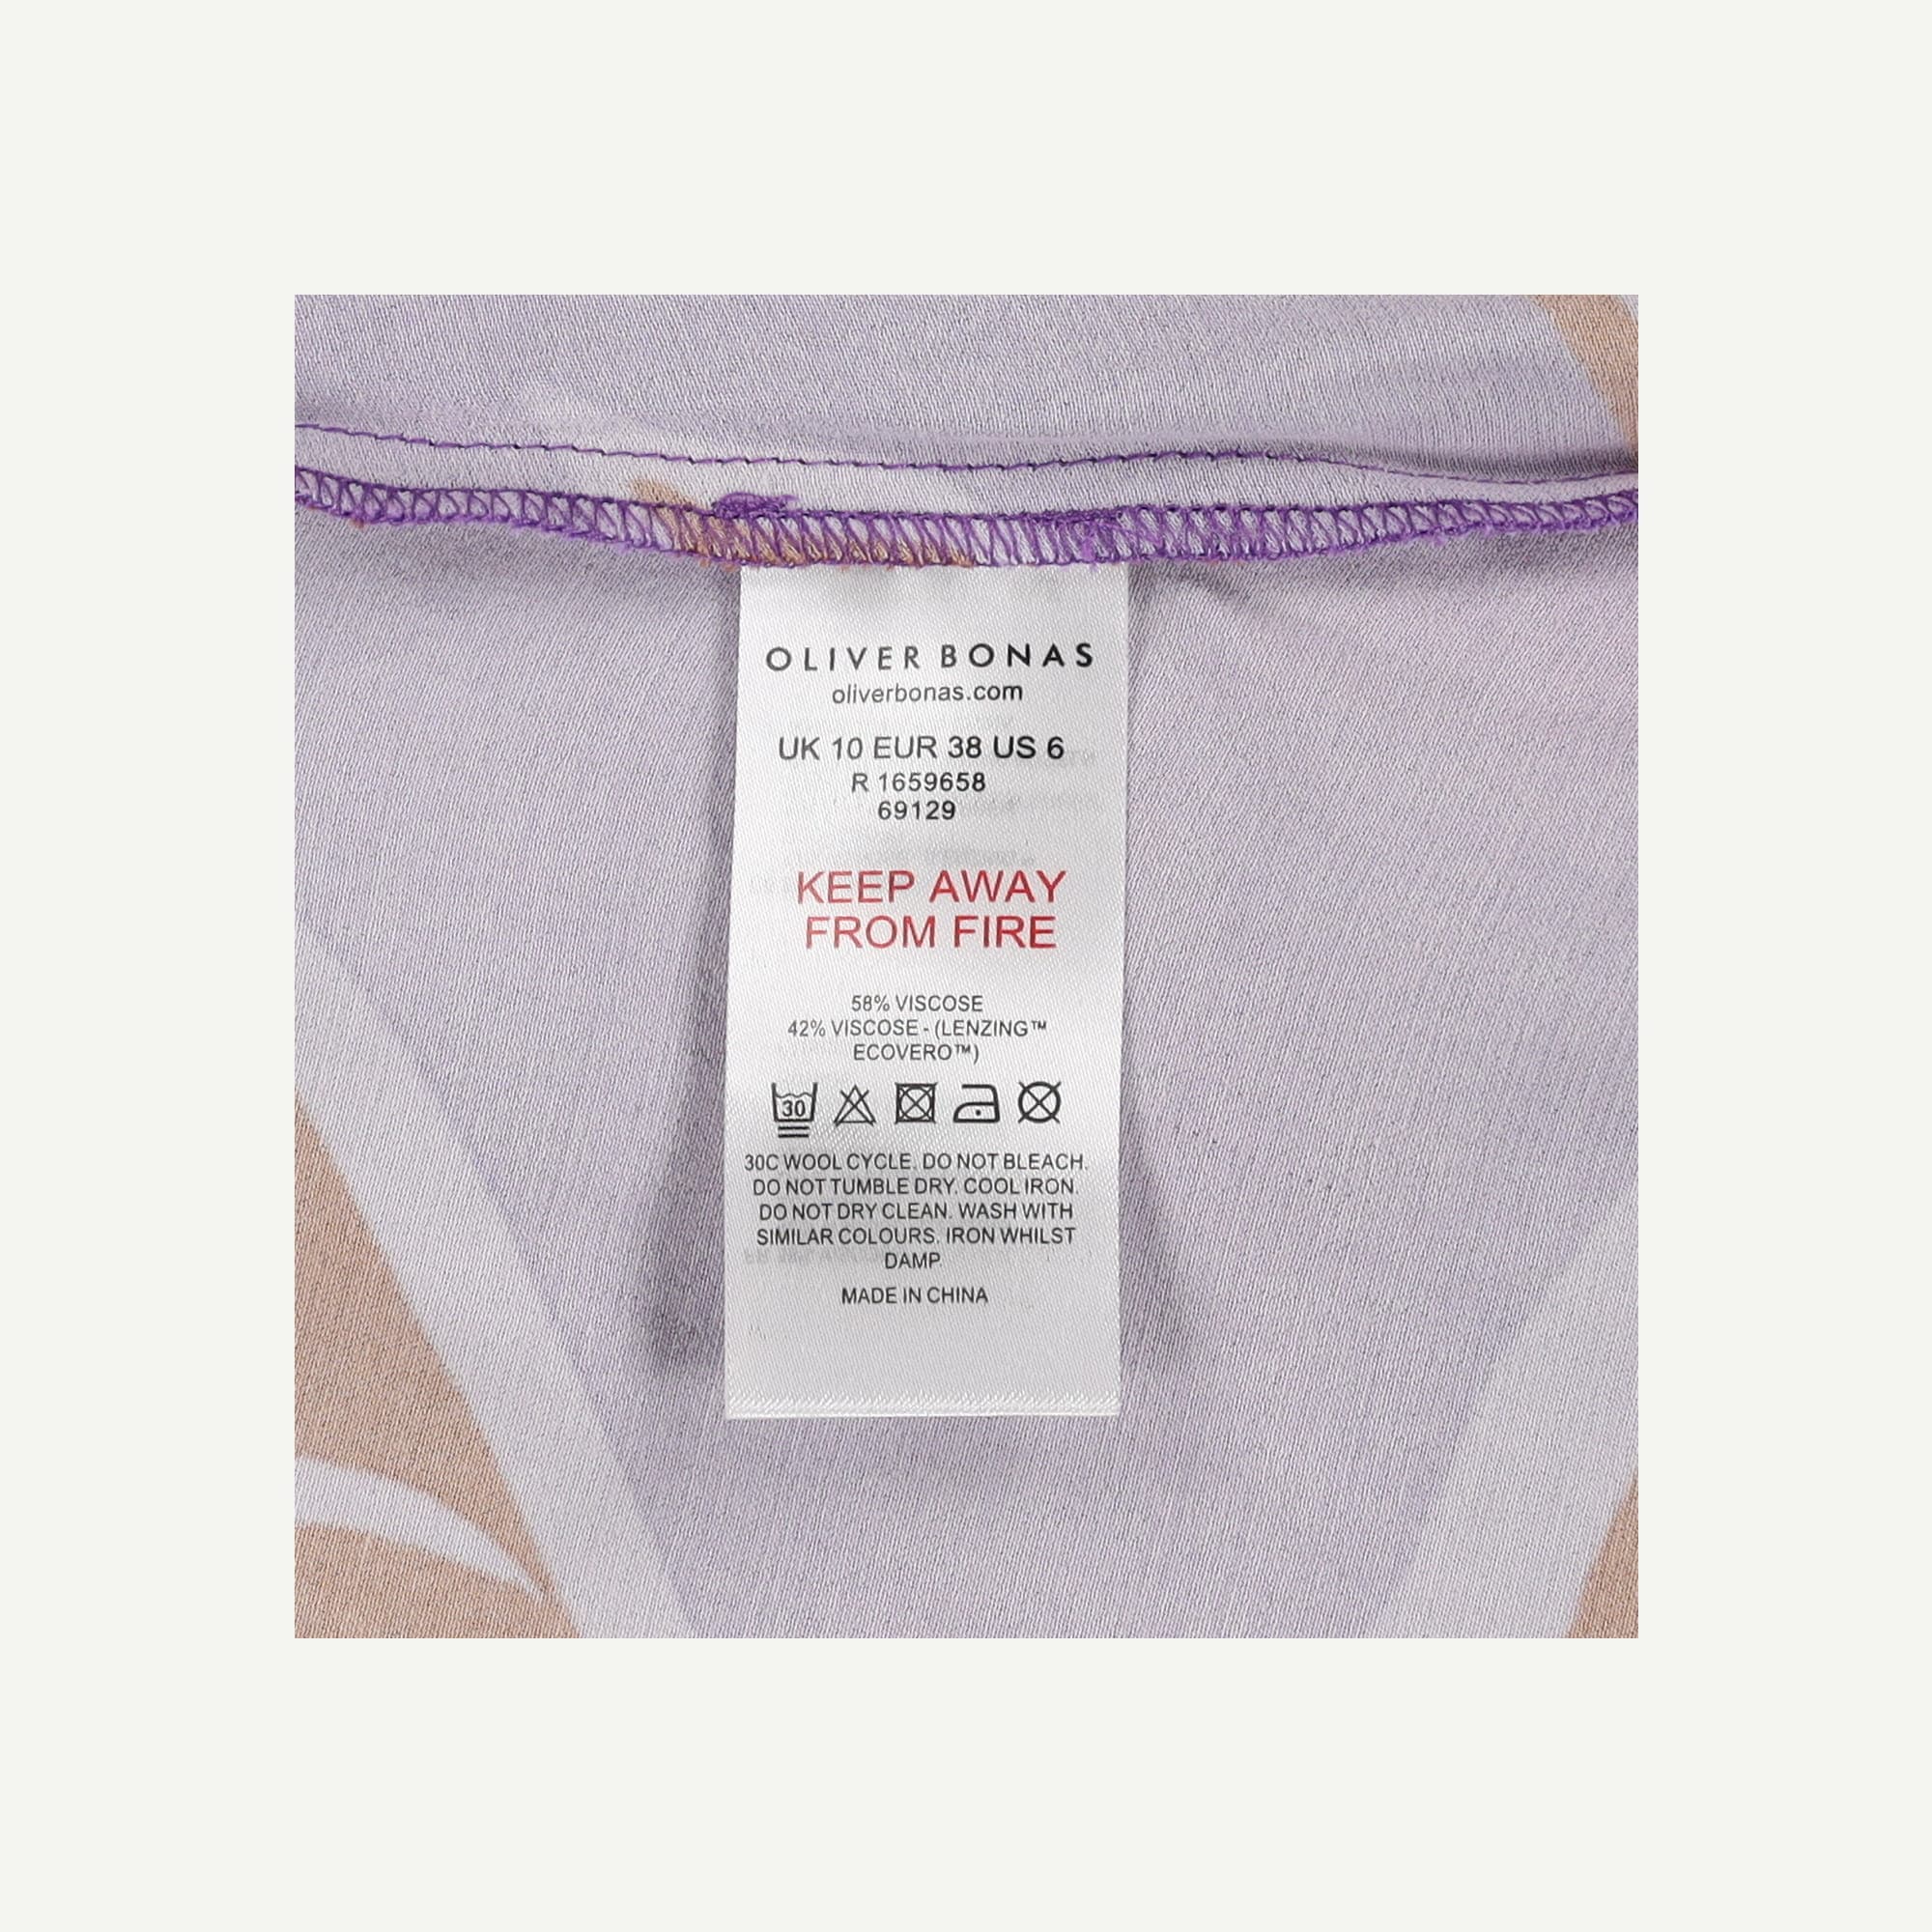 OLIVER BONAS
oliverbonas.com
UK 10 EUR 38 US 6
R 1659658
69129
KEEP AWAY
FROM FIRE
58% VISCOSE
42% VISCOSE - (LENZING™
ECOVERO™)
30
30C WOOL CYCLE. DO NOT BLEACH.
DO NOT TUMBLE DRY. COOL IRON.
DO NOT DRY CLEAN. WASH WITH
SIMILAR COLOURS. IRON WHILST
DAMP.
MADE IN CHINA